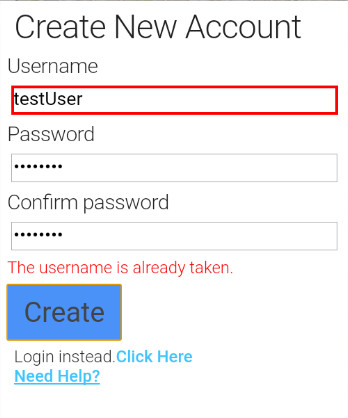 Create New Account
Username
testUser
Password
••••••••
Confirm password
••••••••
The username is already taken.
Create
Login instead.Click Here
Need Help?